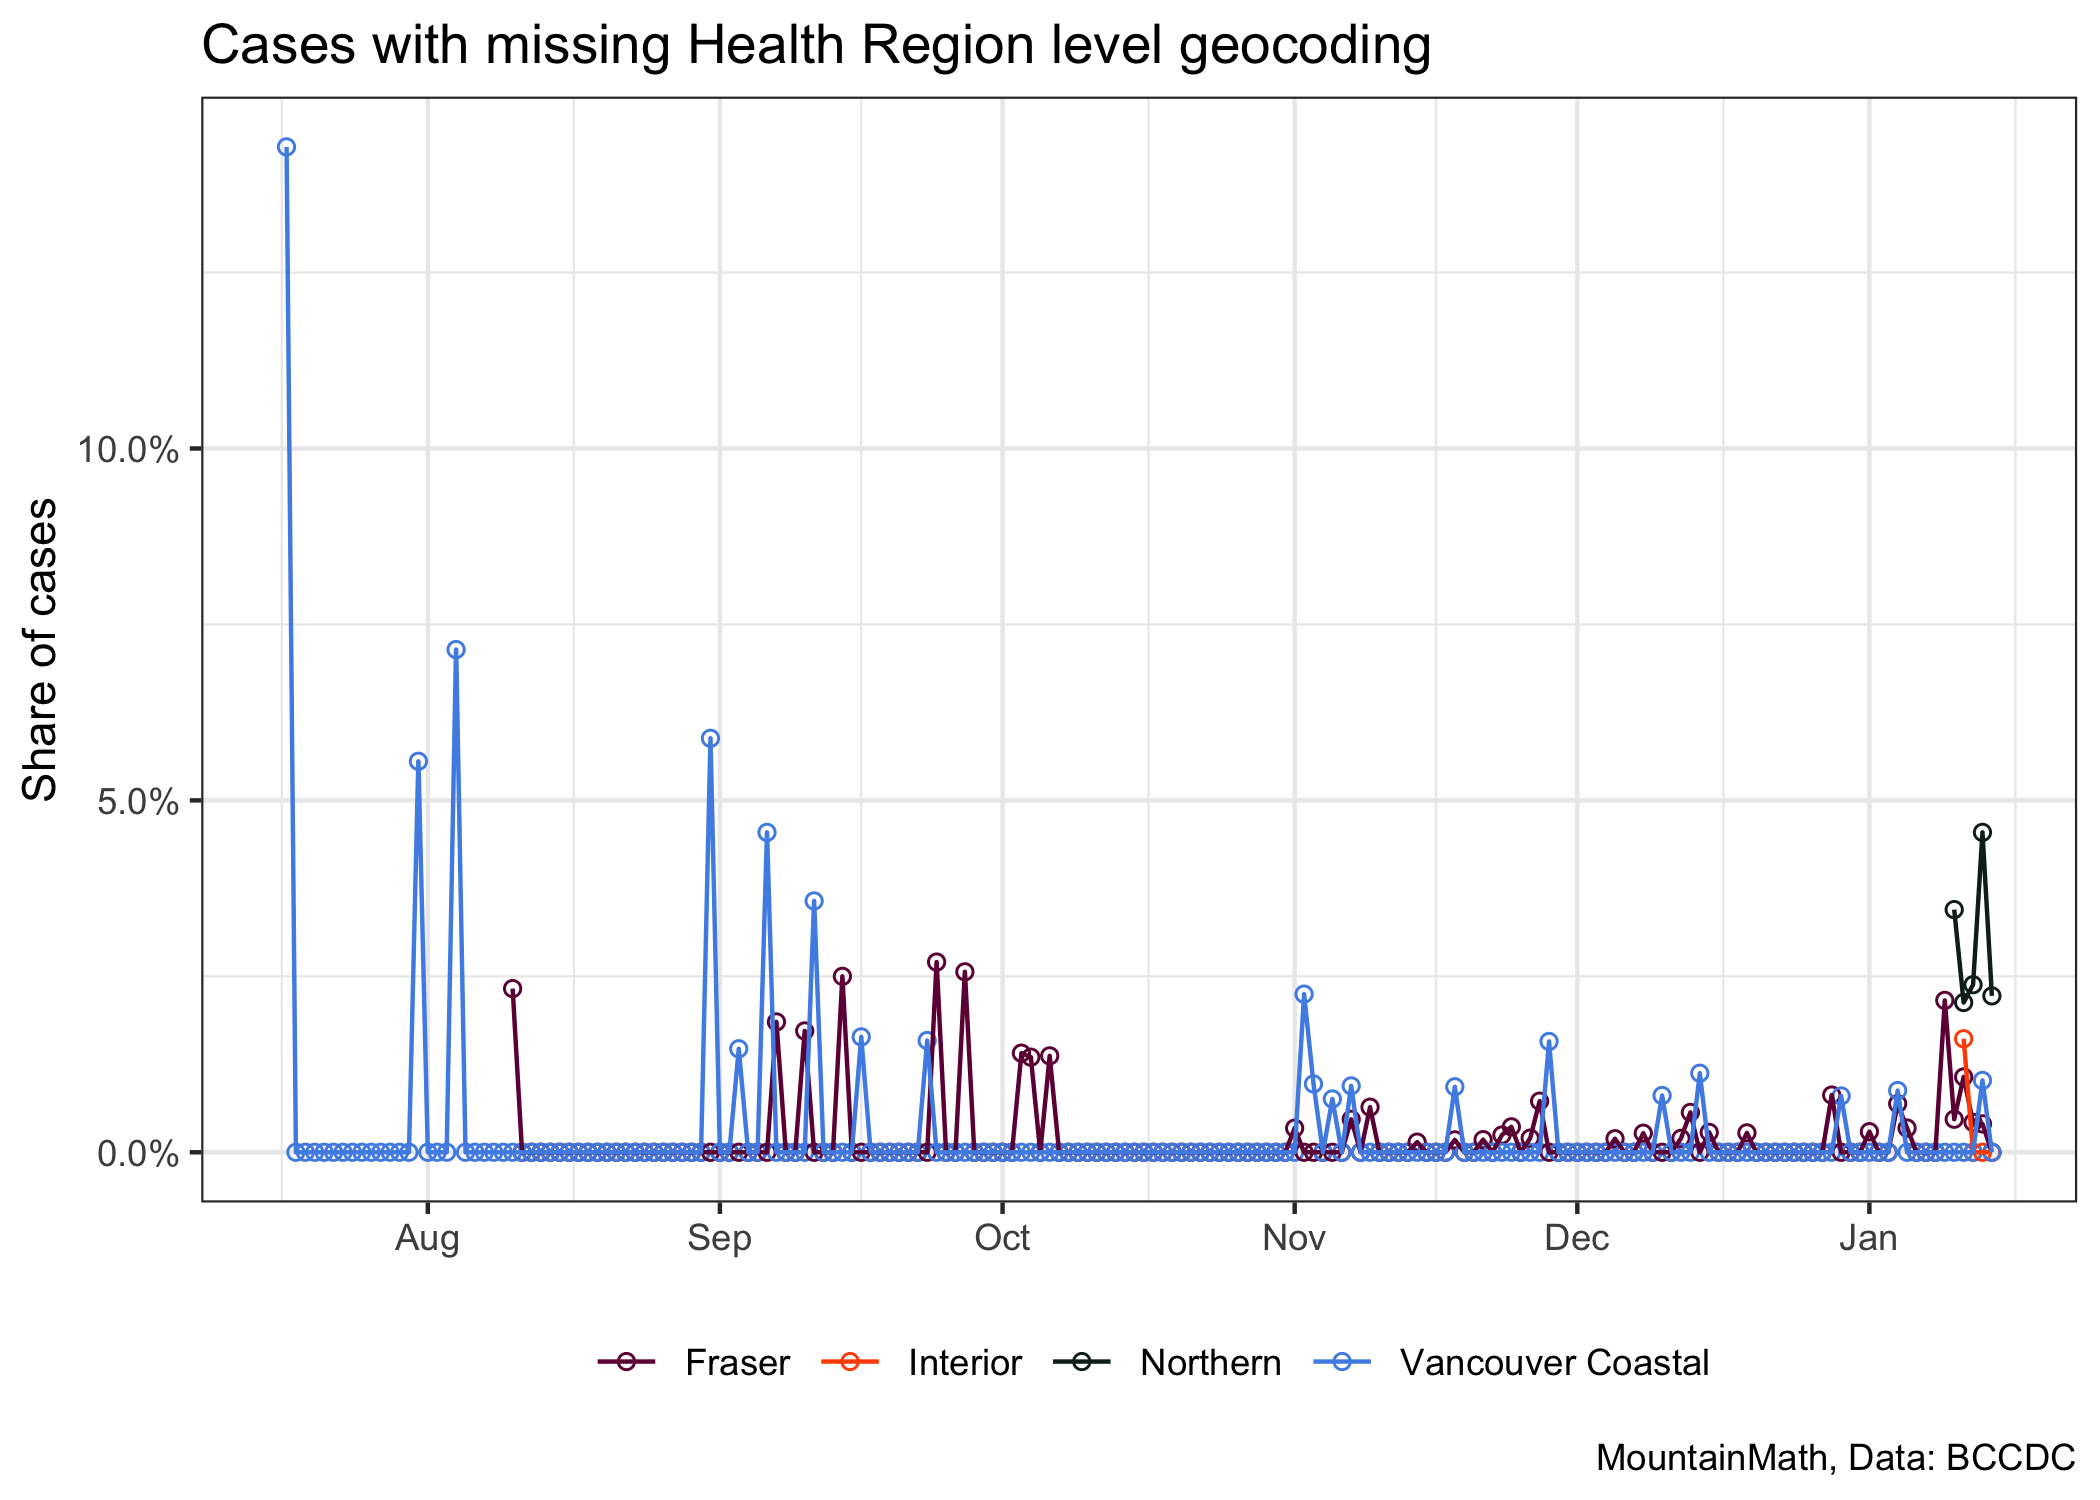 Cases with missing Health Region level geocoding
Share of cases
10.0%
5.0%
0.0%
Aug Sep Oct Nov Dec Jan
Fraser Interior Northern Vancouver Coastal
MountainMath, Data: BCCDC